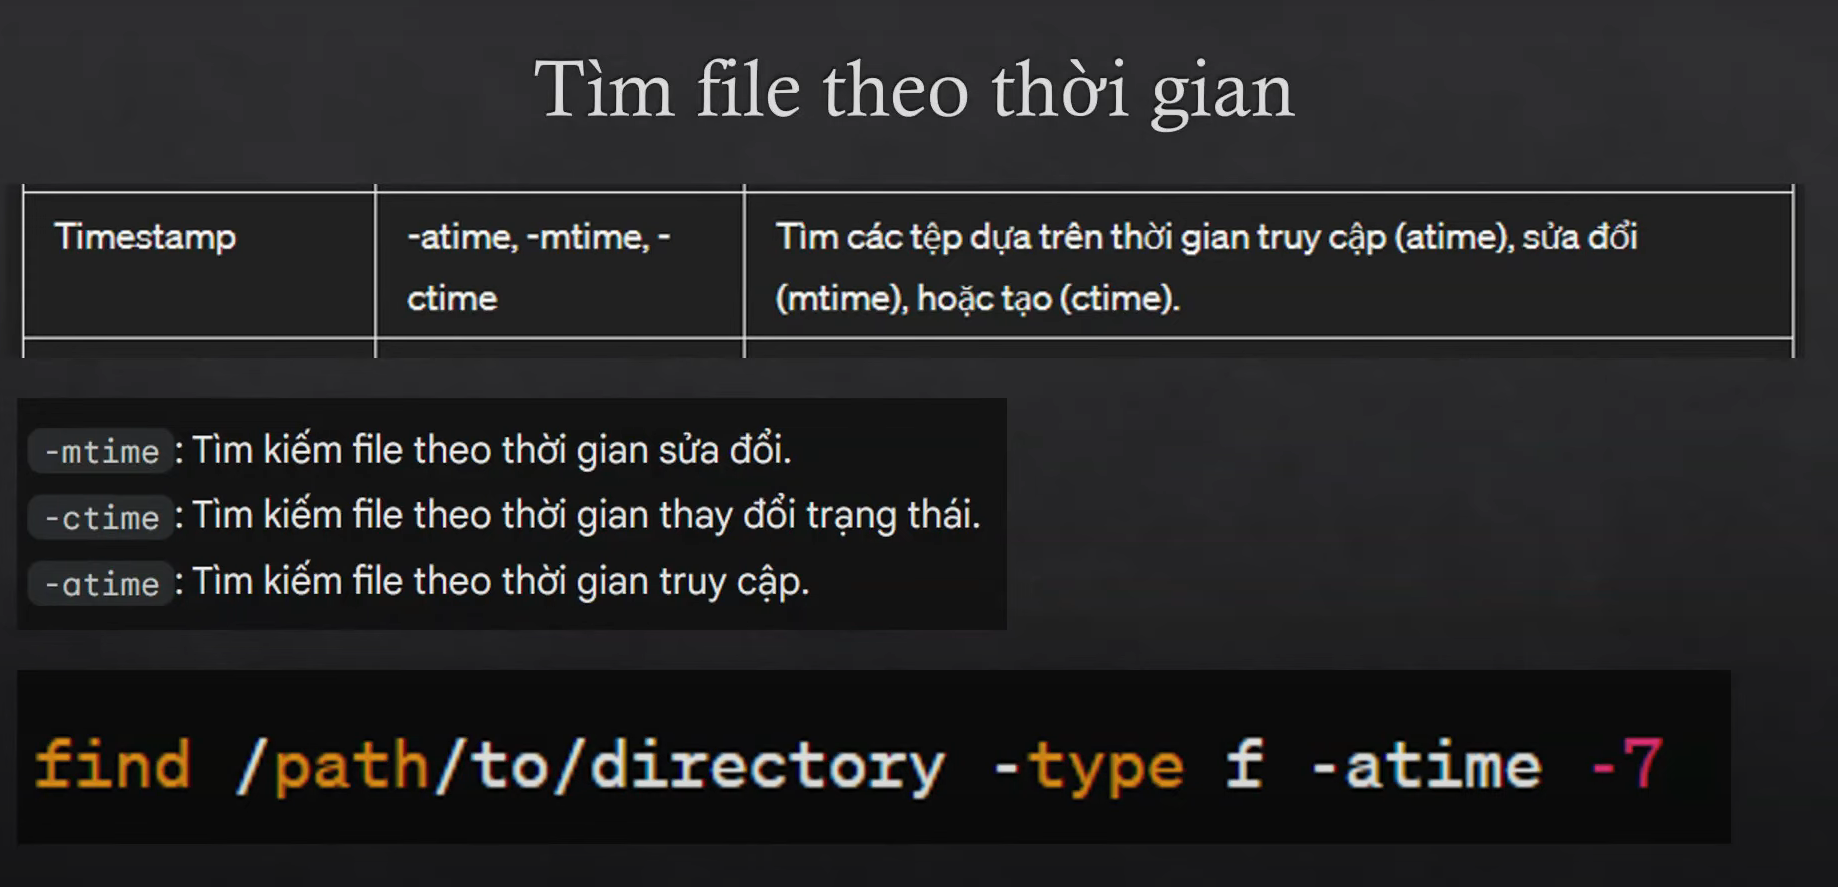 Tìm file theo thời gian
Timestamp
-atime, -mtime, -
ctime
Tìm các tệp dựa trên thời gian truy cập (atime), sửa đổi
(mtime), hoặc tạo (ctime).
-mtime: Tìm kiếm file theo thời gian sửa đổi.
-ctime: Tìm kiếm file theo thời gian thay đổi trạng thái.
-atime: Tìm kiếm file theo thời gian truy cập.
find /path/to/directory -type f -atime -7